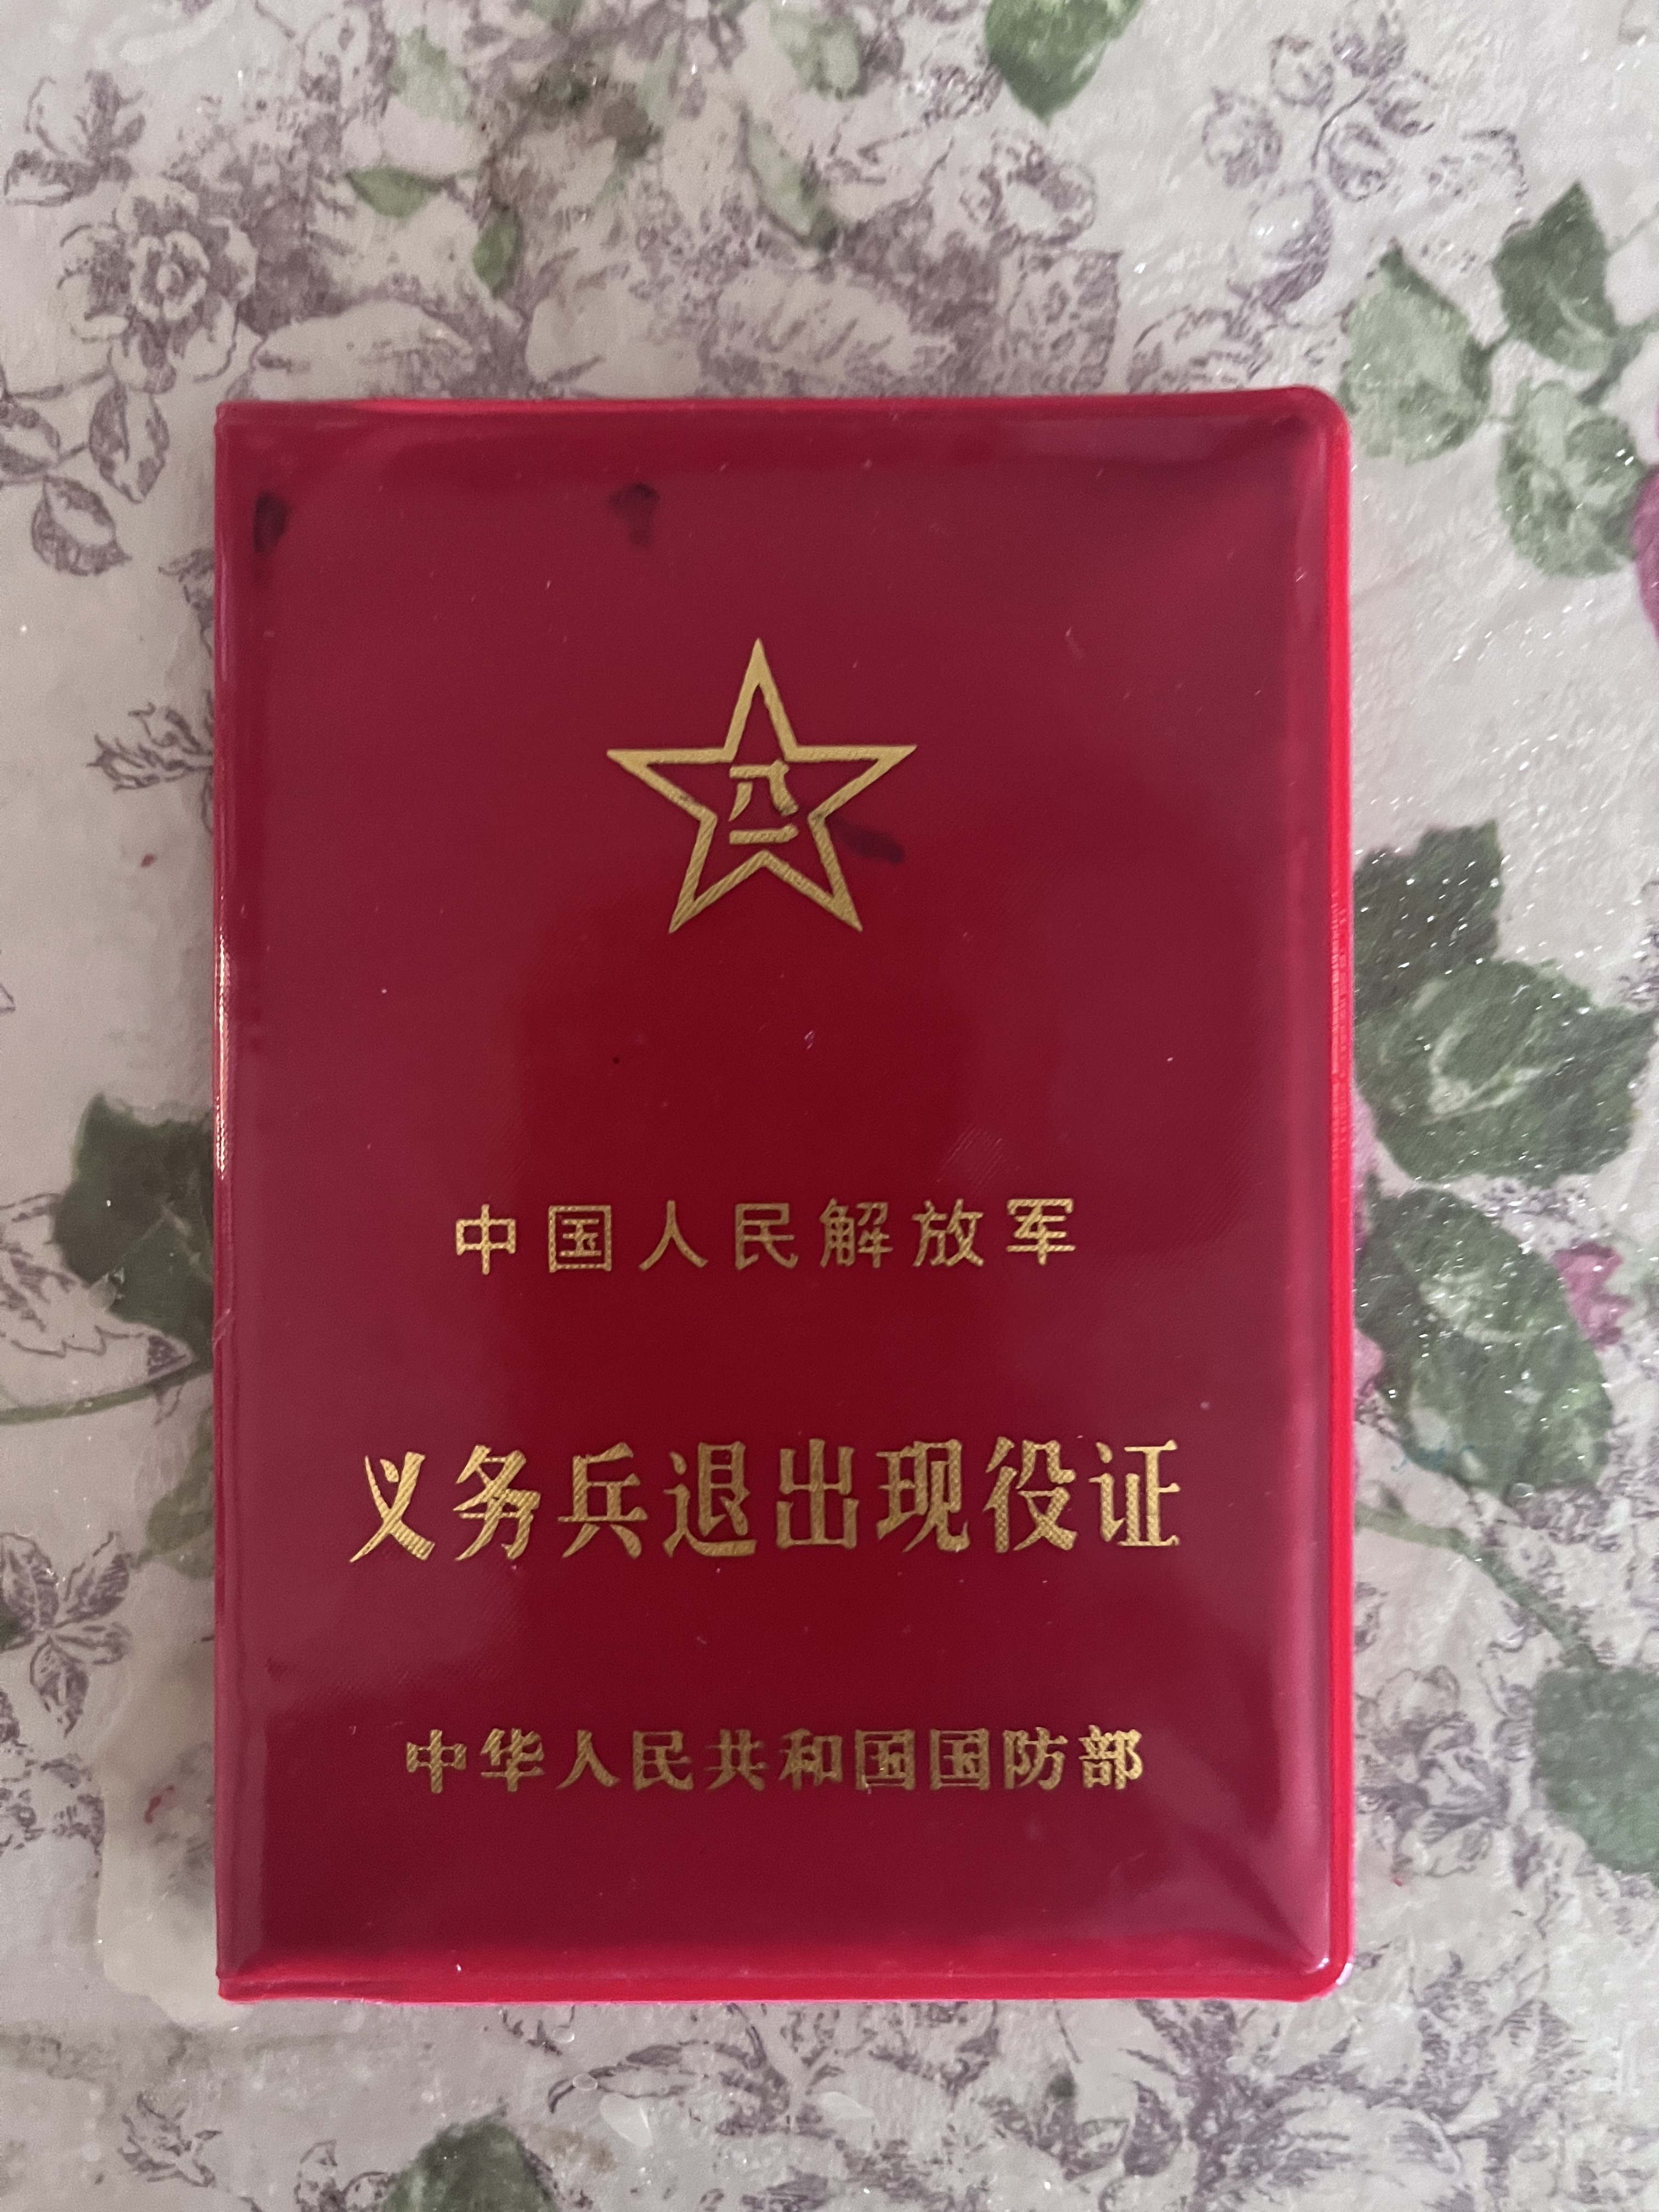 八一
中国人民解放军
义务兵退出现役证
中华人民共和国国防部